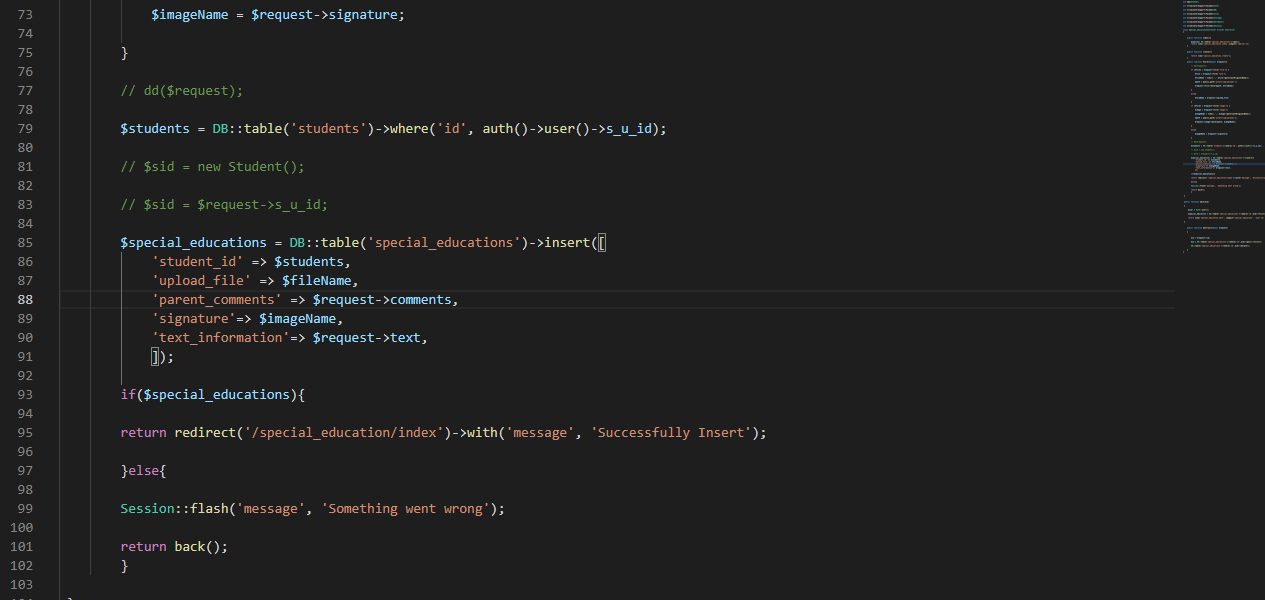 73 $imageName = $request->signature;
74
75 }
76
77 // dd($request);
78
79 $students = DB::table('students')->where('id', auth()->user()->s_u_id);
80
81 // $sid = new Student();
82
83 // $sid = $request->s_u_id;
84
85 $special_educations = DB::table('special_educations')->insert([
86 'student_id' => $students,
87 'upload_file' => $fileName,
88 'parent_comments' => $request->comments,
89 'signature'=> $imageName,
90 'text_information'=> $request->text,
91 ]);
92
93 if($special_educations){
94
95 return redirect('/special_education/index')->with('message', 'Successfully Insert');
96
97 }else{
98
99 Session::flash('message', 'Something went wrong');
100
101 return back();
102 }
103